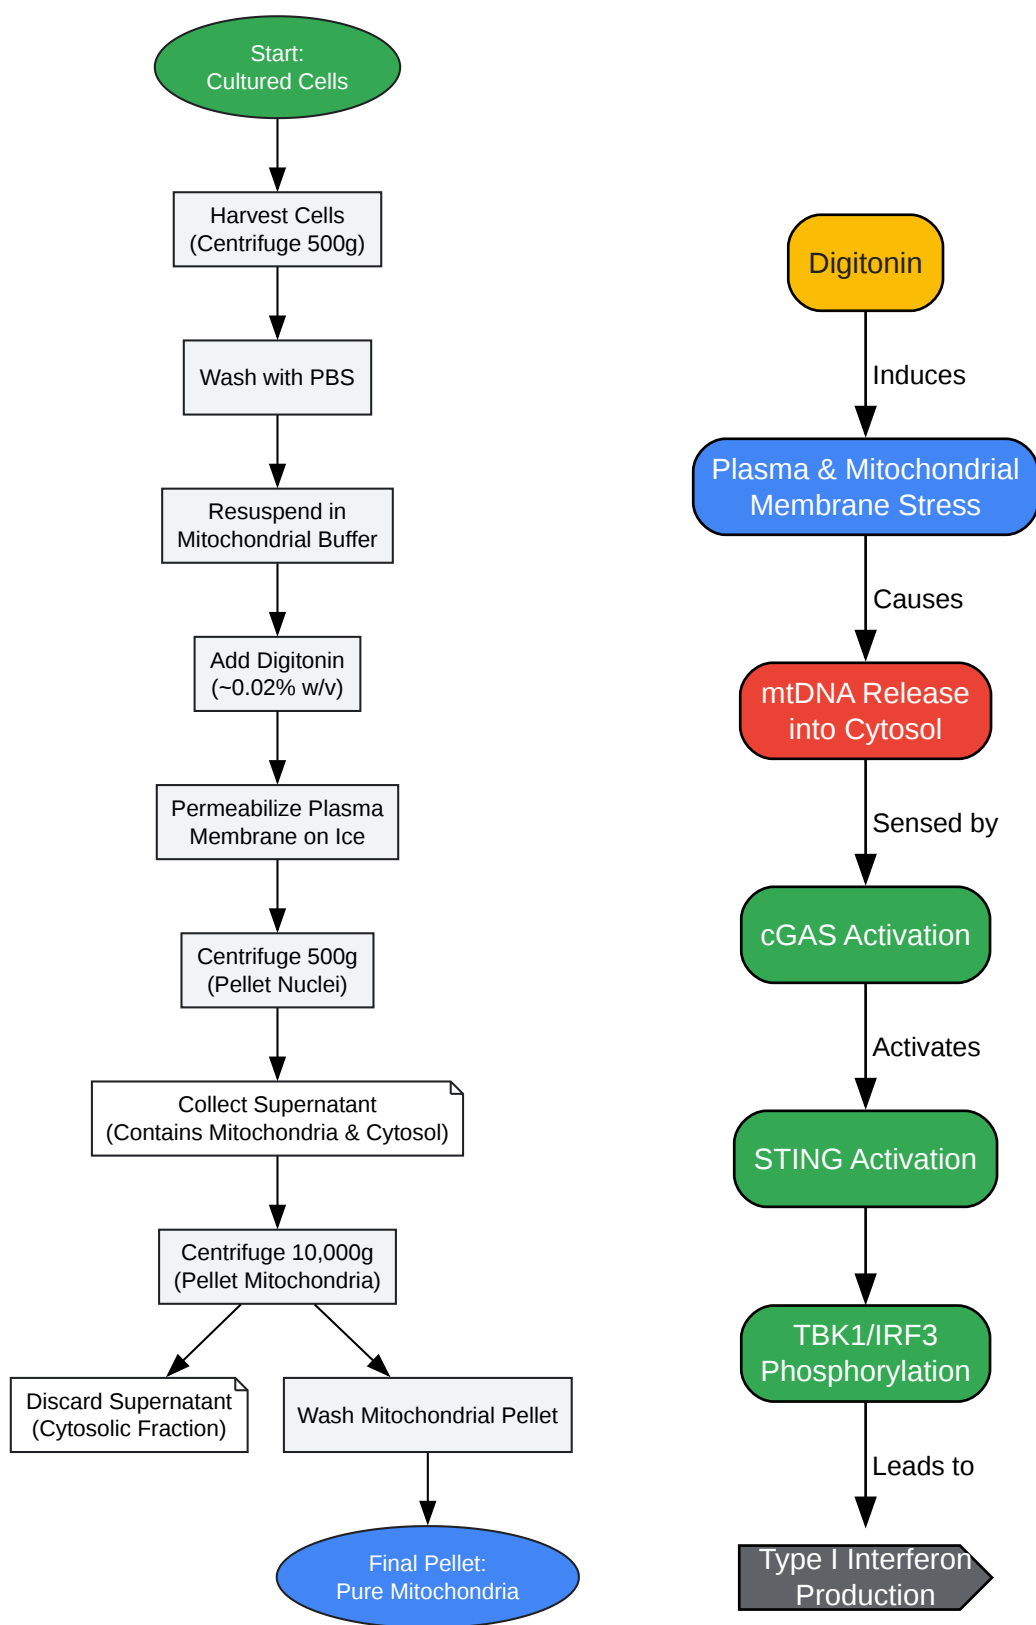 Start:
Cultured Cells
Harvest Cells
(Centrifuge 500g)
Wash with PBS
Resuspend in
Mitochondrial Buffer
Add Digitonin
(~0.02% w/v)
Permeabilize Plasma
Membrane on Ice
Centrifuge 500g
(Pellet Nuclei)
Collect Supernatant
(Contains Mitochondria & Cytosol)
Centrifuge 10,000g
(Pellet Mitochondria)
Discard Supernatant
(Cytosolic Fraction)
Wash Mitochondrial Pellet
Final Pellet:
Pure Mitochondria
Digitonin
Induces
Plasma & Mitochondrial
Membrane Stress
Causes
mtDNA Release
into Cytosol
Sensed by
cGAS Activation
Activates
STING Activation
TBK1/IRF3
Phosphorylation
Leads to
Type I Interferon
Production